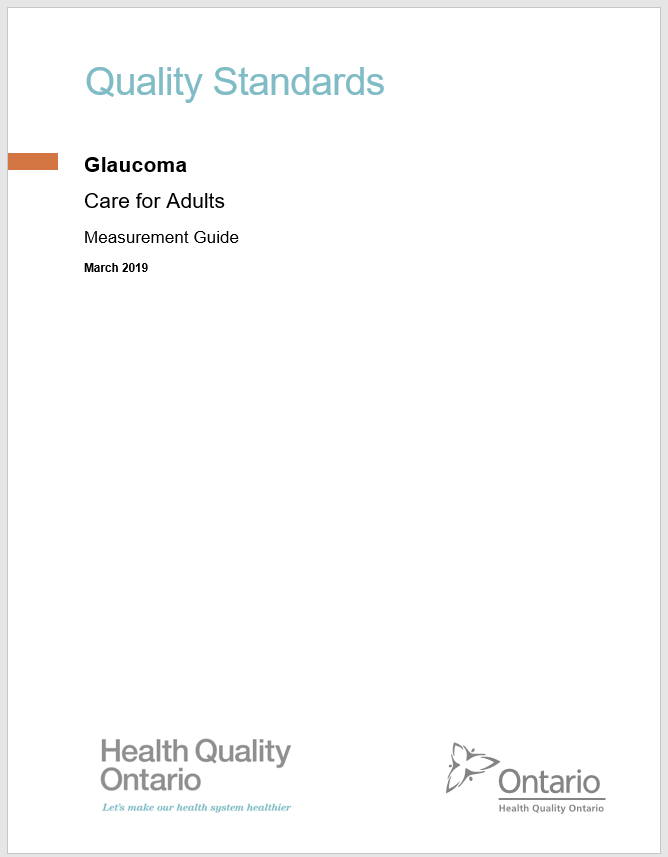 Quality Standards
Glaucoma
Care for Adults
Measurement Guide
March 2019
Health Quality
Ontario
Let's make our health system healthier
Ontario
Health Quality Ontario